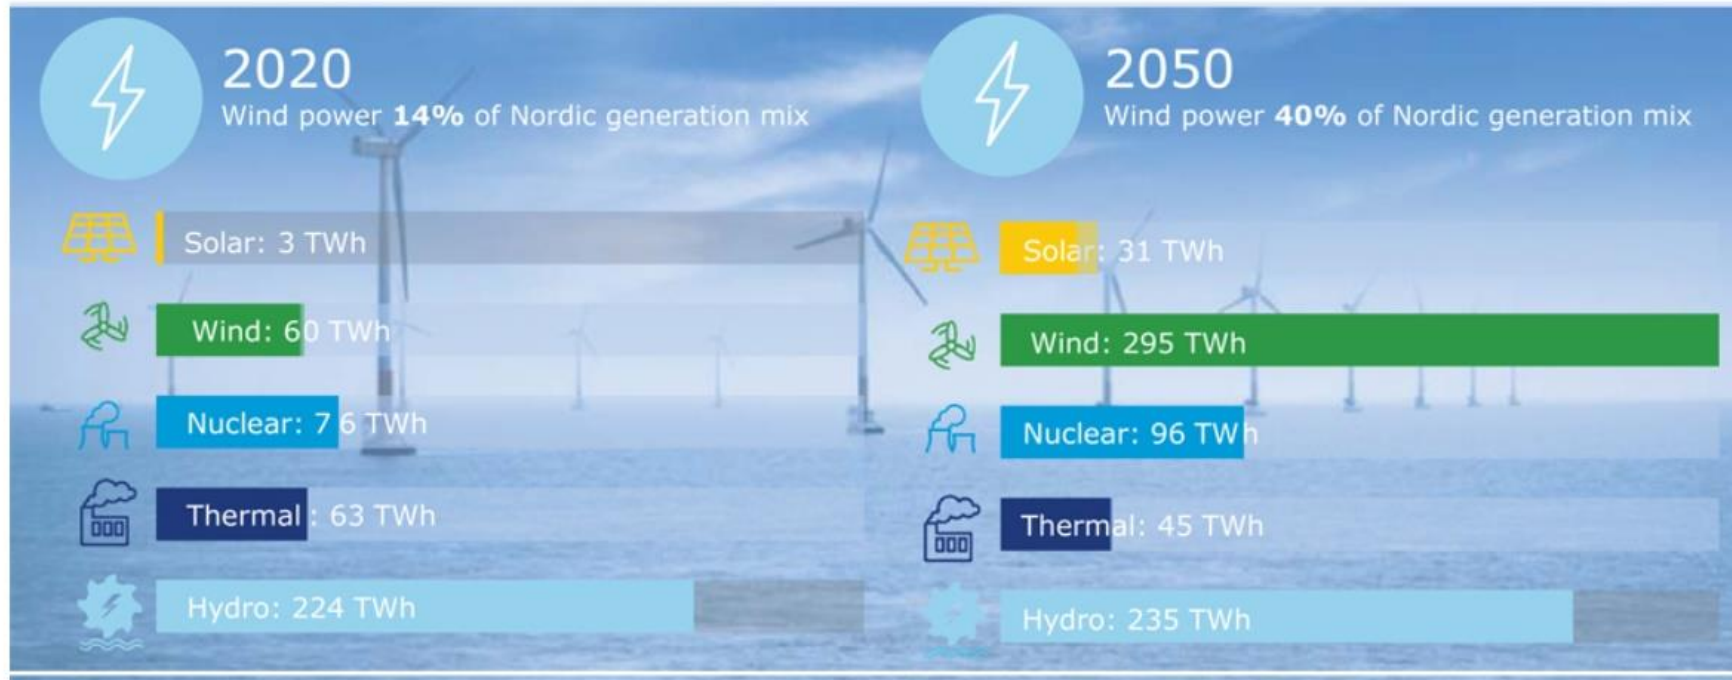 2020
Wind power 14% of Nordic generation mix
Solar: 3 TWh
Wind: 60 TWh
Nuclear: 7 6 TWh
Thermal : 63 TWh
Hydro: 224 TWh
2050
Wind power 40% of Nordic generation mix
Solar: 31 TWh
Wind: 295 TWh
Nuclear: 96 TWh
Thermal: 45 TWh
Hydro: 235 TWh